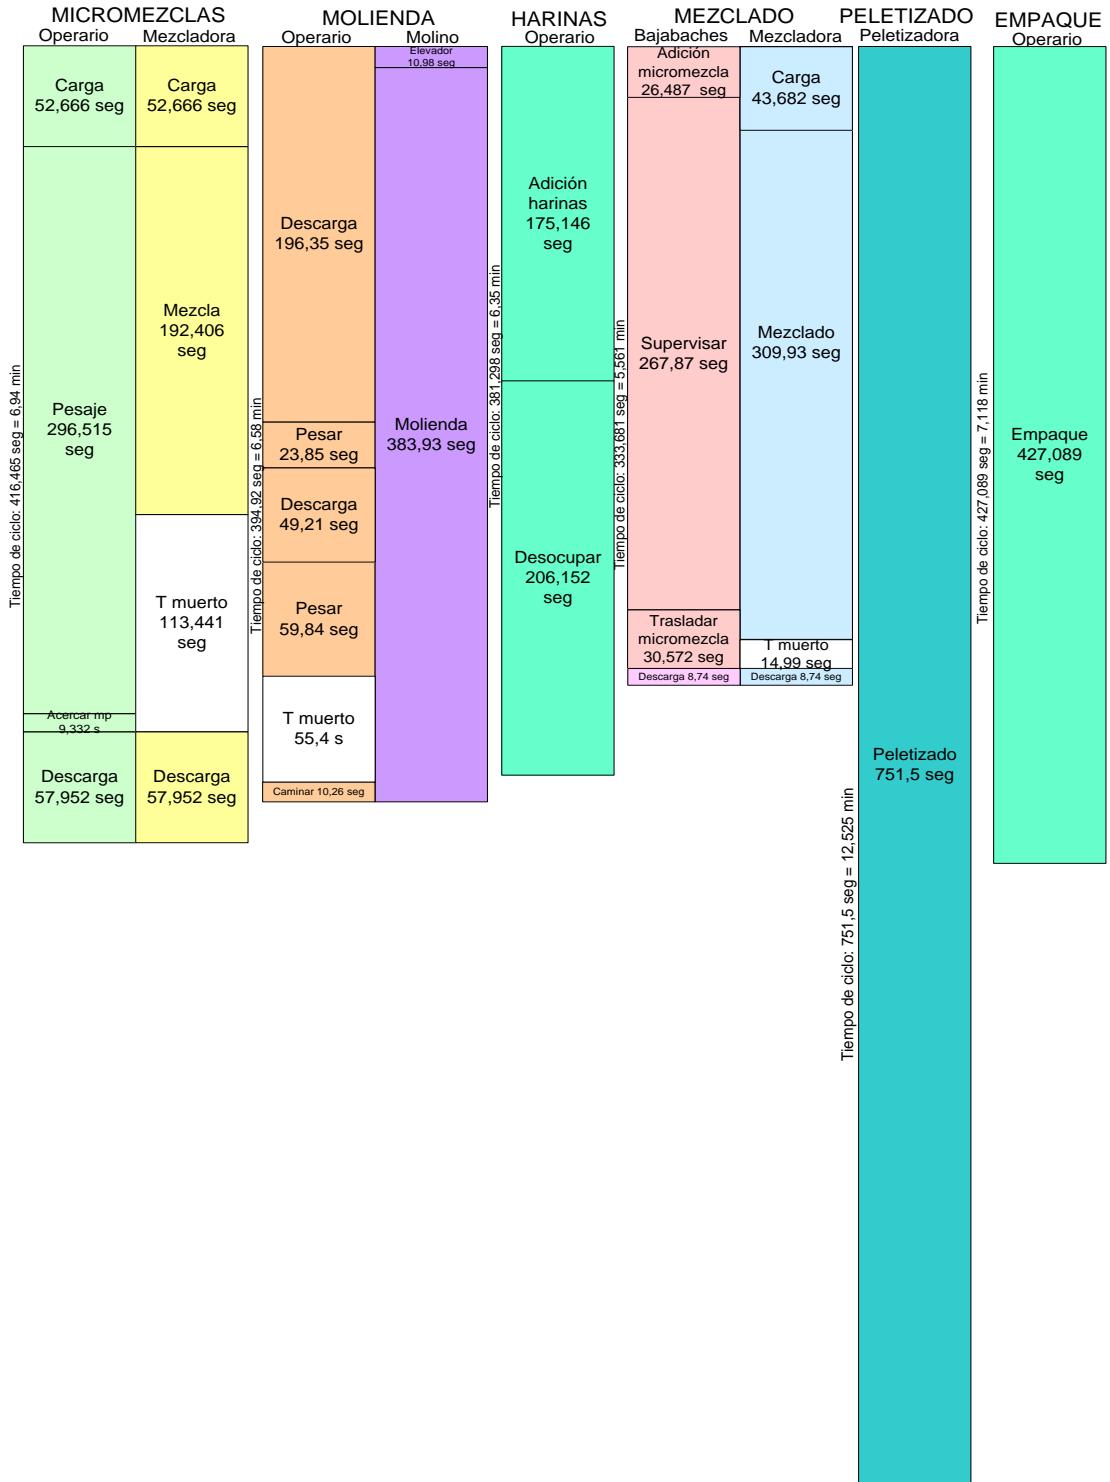 MICROMEZCLAS
Operario
Mezcladora
Carga
52,666 seg
Carga
52,666 seg
Pesaje
296,515
seg
Mezcla
192,406
seg
T muerto
113,441
seg
Acercar mp
9,332 s
Descarga
57,952 seg
Descarga
57,952 seg
Tiempo de ciclo: 416,465 seg = 6,94 min
MOLIENDA
Operario
Molino
Descarga
196,35 seg
Pesar
23,85 seg
Descarga
49,21 seg
Pesar
59,84 seg
T muerto
55,4 s
Caminar 10,26 seg
Elevador
10,98 seg
Molienda
383,93 seg
Tiempo de ciclo: 394,92 seg = 6,58 min
HARINAS
Operario
Adición
harinas
175,146
seg
Desocupar
206,152
seg
Tiempo de ciclo: 381,298 seg = 6,35 min
MEZCLADO
Bajabaches
Mezcladora
Adición
micromezcla
26,487 seg
Supervisar
267,87 seg
Trasladar
micromezcla
30,572 seg
Descarga 8,74 seg
Carga
43,682 seg
Mezclado
309,93 seg
T muerto
14,99 seg
Descarga 8,74 seg
Tiempo de ciclo: 333,681 seg = 5,561 min
PELETIZADO
Peletizadora
Peletizado
751,5 seg
Tiempo de ciclo: 751,5 seg = 12,525 min
EMPAQUE
Operario
Empaque
427,089
seg
Tiempo de ciclo: 427,089 seg = 7,118 min